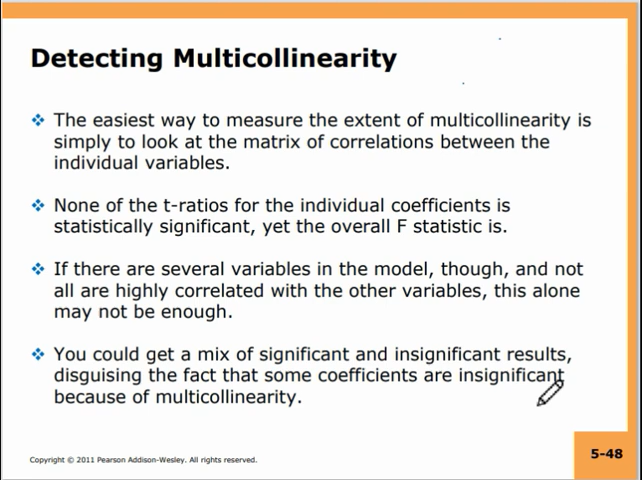 Detecting Multicollinearity
❖ The easiest way to measure the extent of multicollinearity is
simply to look at the matrix of correlations between the
individual variables.
❖ None of the t-ratios for the individual coefficients is
statistically significant, yet the overall F statistic is.
❖ If there are several variables in the model, though, and not
all are highly correlated with the other variables, this alone
may not be enough.
❖ You could get a mix of significant and insignificant results,
disguising the fact that some coefficients are insignificant
because of multicollinearity.
Copyright © 2011 Pearson Addison-Wesley. All rights reserved.
5-48